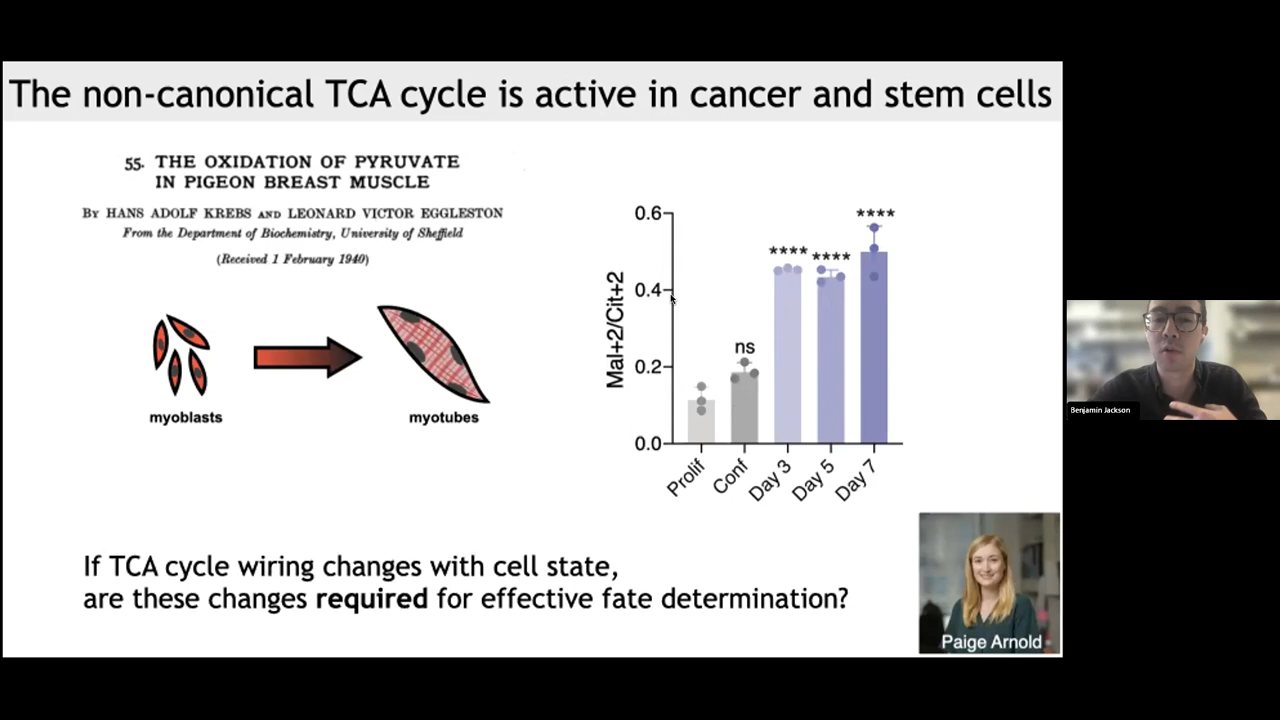 The non-canonical TCA cycle is active in cancer and stem cells
55. THE OXIDATION OF PYRUVATE
IN PIGEON BREAST MUSCLE
By HANS ADOLF KREBS AND LEONARD VICTOR EGGLESTON
From the Department of Biochemistry, University of Sheffield
(Received 1 February 1940)
myoblasts
myotubes
Mal+2/Cit+2
0.6
0.4
0.2
0.0
ns
****
****
****
Prolif
Conf
Day 3
Day 5
Day 7
If TCA cycle wiring changes with cell state,
are these changes required for effective fate determination?
Paige Arnold
Benjamin Jackson